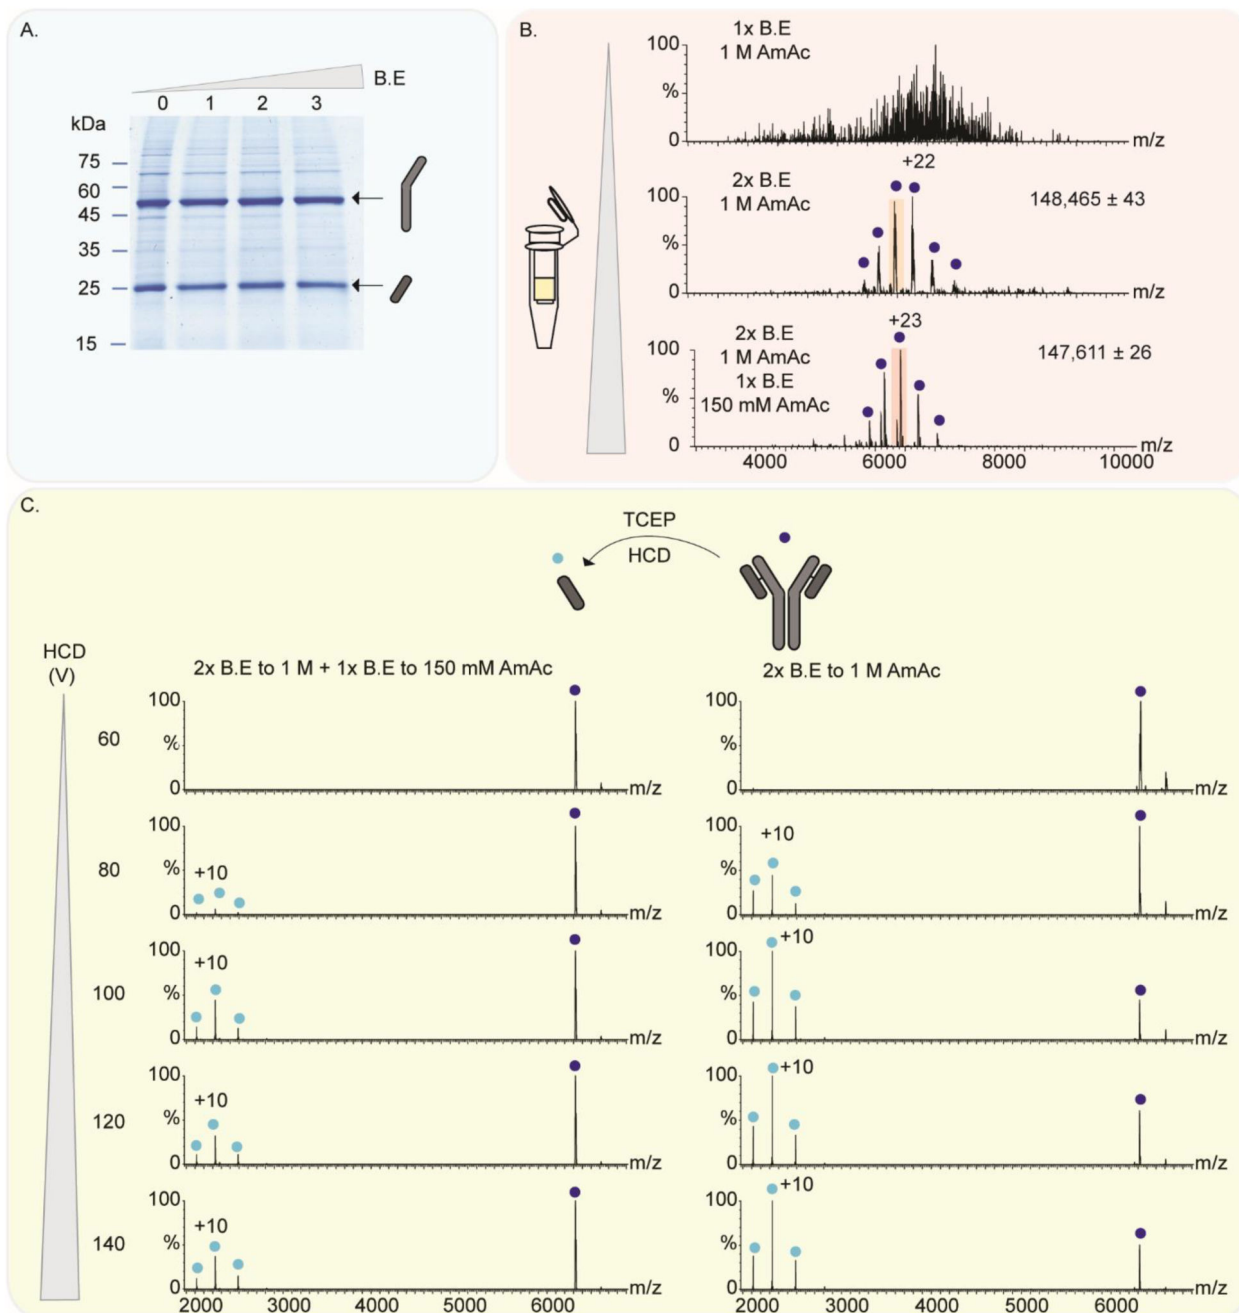 A.
B.E
0 1 2 3
kDa
75
60
45
35
25
15
B.
1x B.E
1 M AmAc
100
%
0
m/z
+22
2x B.E
1 M AmAc
148,465 ± 43
100
%
0
m/z
+23
2x B.E
1 M AmAc
1x B.E
150 mM AmAc
147,611 ± 26
100
%
0
m/z
4000 6000 8000 10000
C.
TCEP
HCD
HCD
(V)
2x B.E to 1 M + 1x B.E to 150 mM AmAc
2x B.E to 1 M AmAc
60
100
%
0
m/z
100
%
0
m/z
80
100
%
0
+10
m/z
100
%
0
+10
m/z
100
100
%
0
+10
m/z
100
%
0
+10
m/z
120
100
%
0
+10
m/z
100
%
0
+10
m/z
140
100
%
0
+10
m/z
100
%
0
+10
m/z
2000 3000 4000 5000 6000
2000 3000 4000 5000 6000